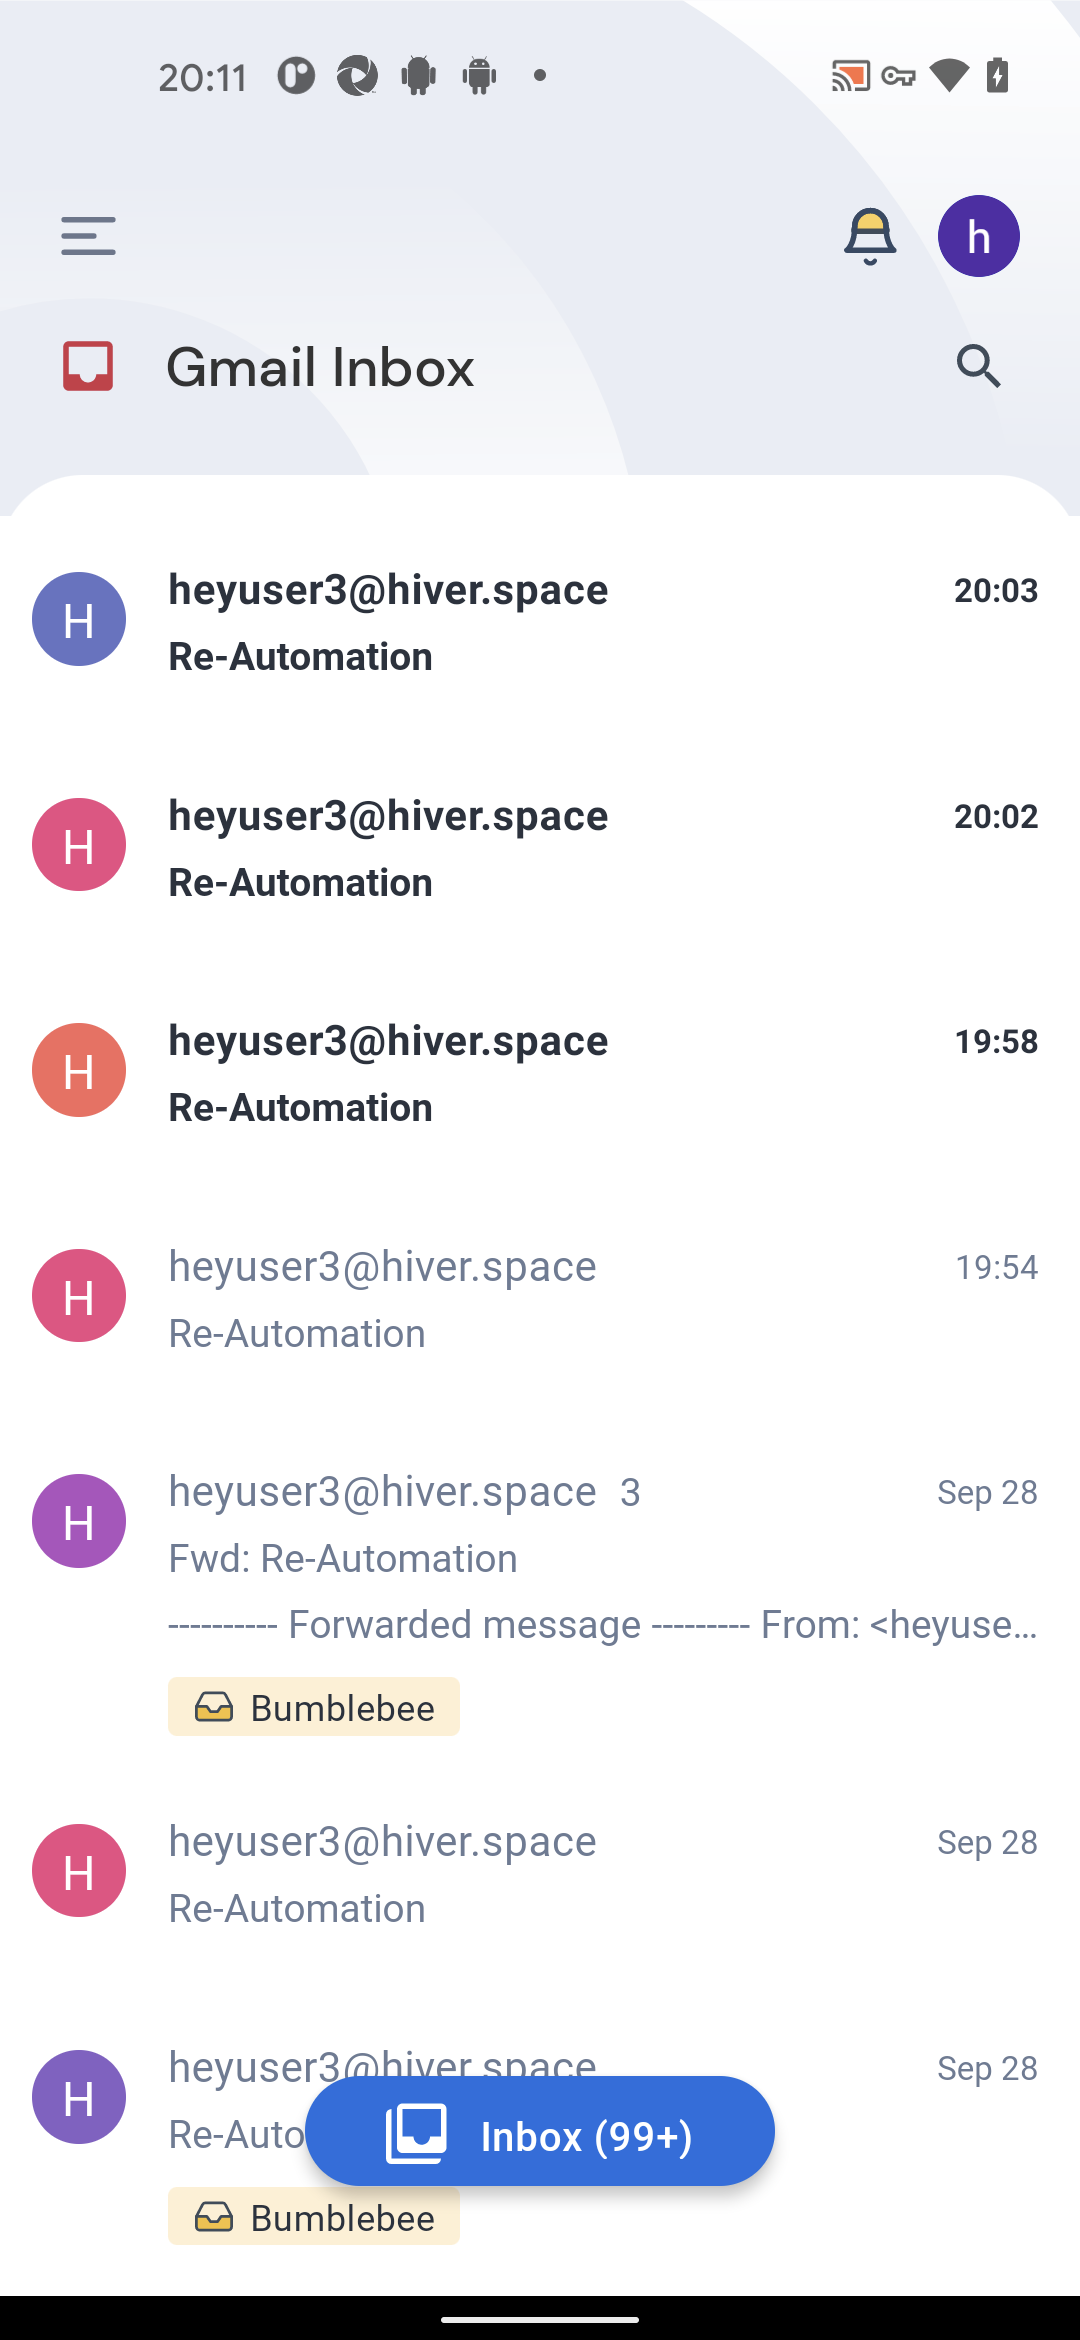 20:11
h
Gmail Inbox
H
heyuser3@hiver.space
20:03
Re-Automation
H
heyuser3@hiver.space
20:02
Re-Automation
H
heyuser3@hiver.space
19:58
Re-Automation
H
heyuser3@hiver.space
19:54
Re-Automation
H
heyuser3@hiver.space 3
Sep 28
Fwd: Re-Automation
---------- Forwarded message --------- From: <heyuse…
Bumblebee
H
heyuser3@hiver.space
Sep 28
Re-Automation
H
heyuser3@hiver.space
Sep 28
Re-Auto
Inbox (99+)
Bumblebee